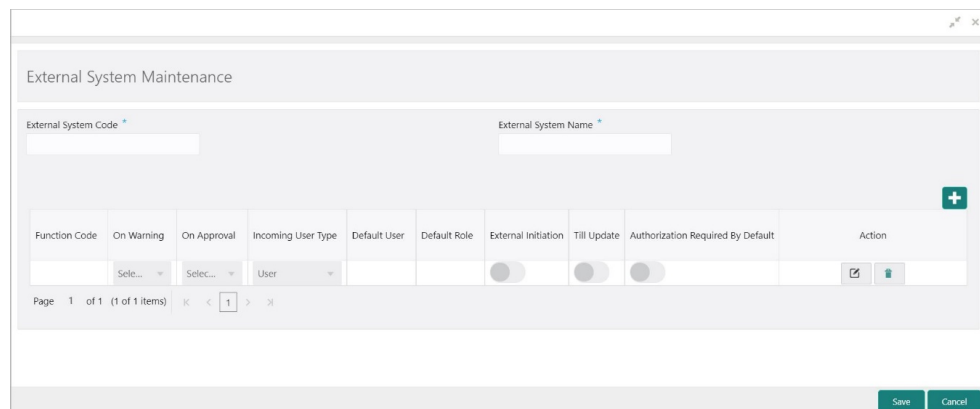 External System Maintenance
External System Code *
External System Name *
Function Code On Warning On Approval Incoming User Type Default User Default Role External Initiation Till Update Authorization Required By Default Action
Sele... Selec... User
Page 1 of 1 (1 of 1 items) 1
Save Cancel